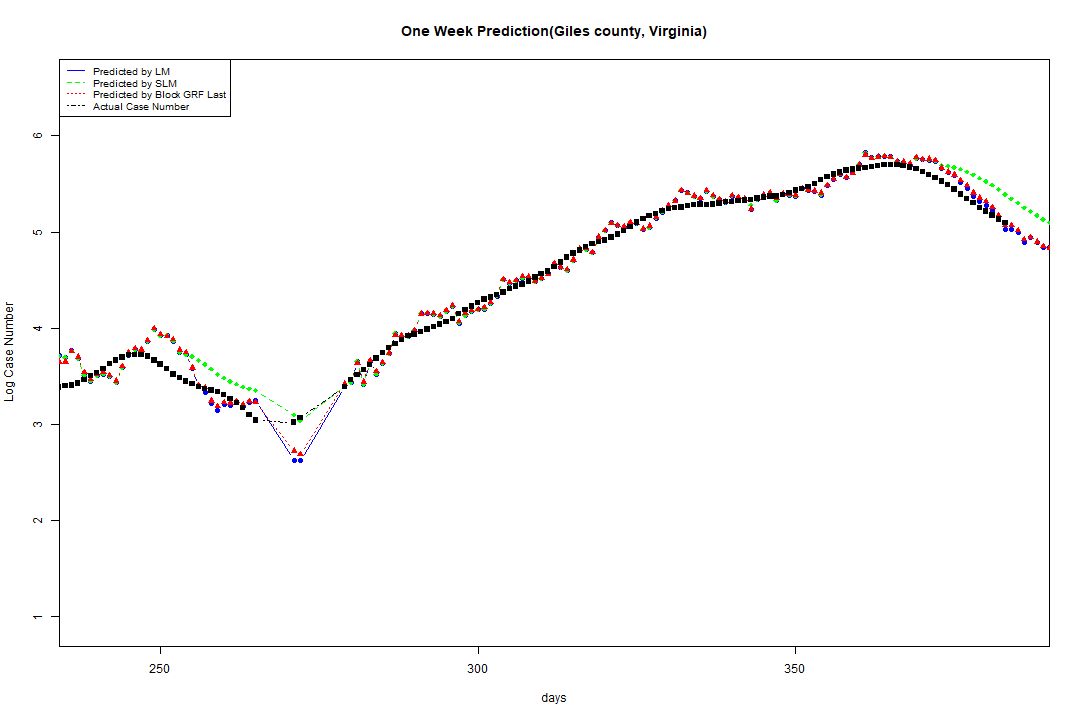 One Week Prediction(Giles county, Virginia)
Predicted by LM
Predicted by SLM
Predicted by Block GRF Last
Actual Case Number
6
5
4
3
2
1
Log Case Number
250
300
350
days